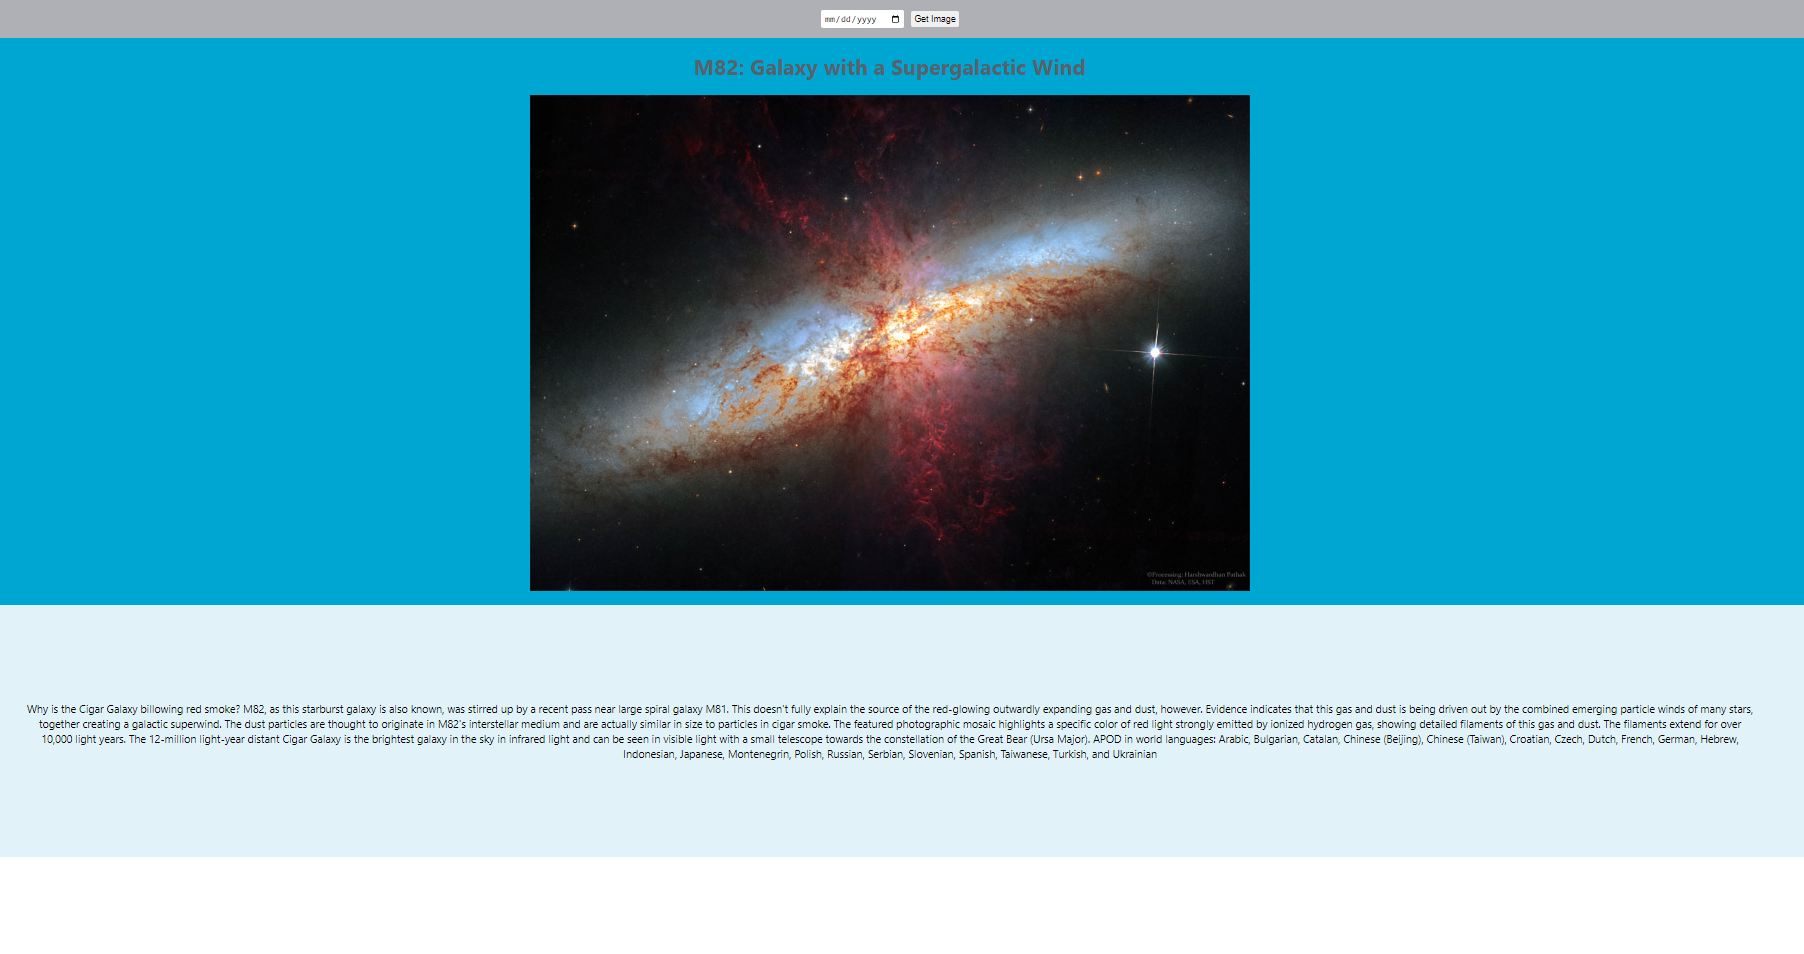 mm/dd/yyyy Get Image
M82: Galaxy with a Supergalactic Wind
©Processing: Harshwardhan Pathak
Data: NASA, ESA, HST
Why is the Cigar Galaxy billowing red smoke? M82, as this starburst galaxy is also known, was stirred up by a recent pass near large spiral galaxy M81. This doesn't fully explain the source of the red-glowing outwardly expanding gas and dust, however. Evidence indicates that this gas and dust is being driven out by the combined emerging particle winds of many stars,
together creating a galactic superwind. The dust particles are thought to originate in M82's interstellar medium and are actually similar in size to particles in cigar smoke. The featured photographic mosaic highlights a specific color of red light strongly emitted by ionized hydrogen gas, showing detailed filaments of this gas and dust. The filaments extend for over
10,000 light years. The 12-million light-year distant Cigar Galaxy is the brightest galaxy in the sky in infrared light and can be seen in visible light with a small telescope towards the constellation of the Great Bear (Ursa Major). APOD in world languages: Arabic, Bulgarian, Catalan, Chinese (Beijing), Chinese (Taiwan), Croatian, Czech, Dutch, French, German, Hebrew,
Indonesian, Japanese, Montenegrin, Polish, Russian, Serbian, Slovenian, Spanish, Taiwanese, Turkish, and Ukrainian